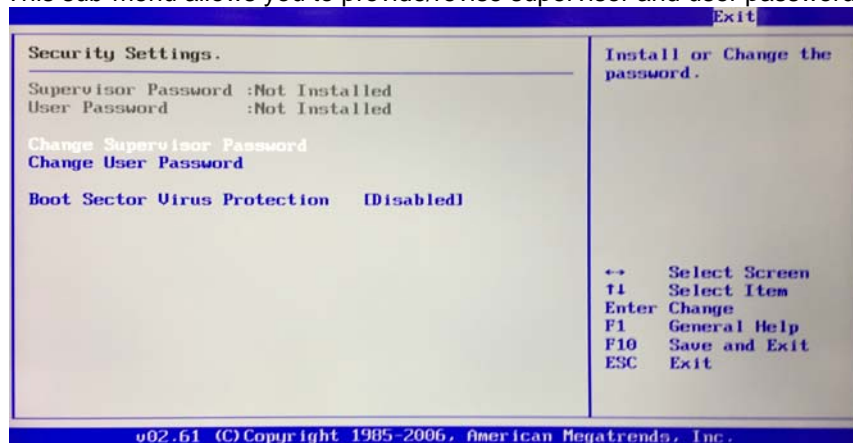 This sub menu allows you to provide/revise supervisor and user password
Exit
Security Settings.
Supervisor Password :Not Installed
User Password :Not Installed
Change Supervisor Password
Change User Password
Boot Sector Virus Protection [Disabled]
Install or Change the
password.
↔ Select Screen
↑↓ Select Item
Enter Change
F1 General Help
F10 Save and Exit
ESC Exit
v02.61 (C)Copyright 1985-2006, American Megatrends, Inc.